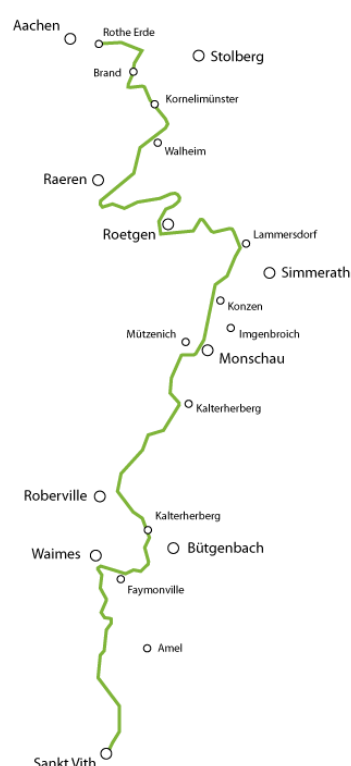 Aachen
Rothe Erde
Stolberg
Brand
Kornelimünster
Walheim
Raeren
Roetgen
Lammersdorf
Simmerath
Konzen
Imgenbroich
Mützenich
Monschau
Kalterherberg
Roberville
Kalterherberg
Bütgenbach
Waimes
Faymonville
Amel
Sankt Vith